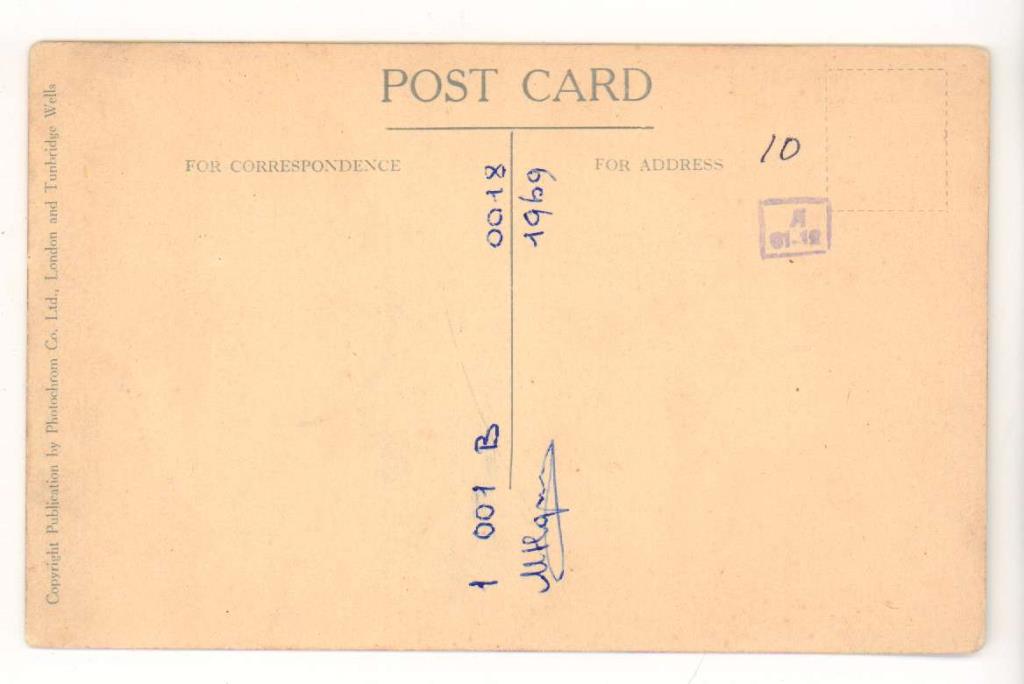 POST CARD
FOR CORRESPONDENCE
FOR ADDRESS
10
Copyright Publication by Photochrom Co. Ltd., London and Tunbridge Wells
1 001 B 0018
1969